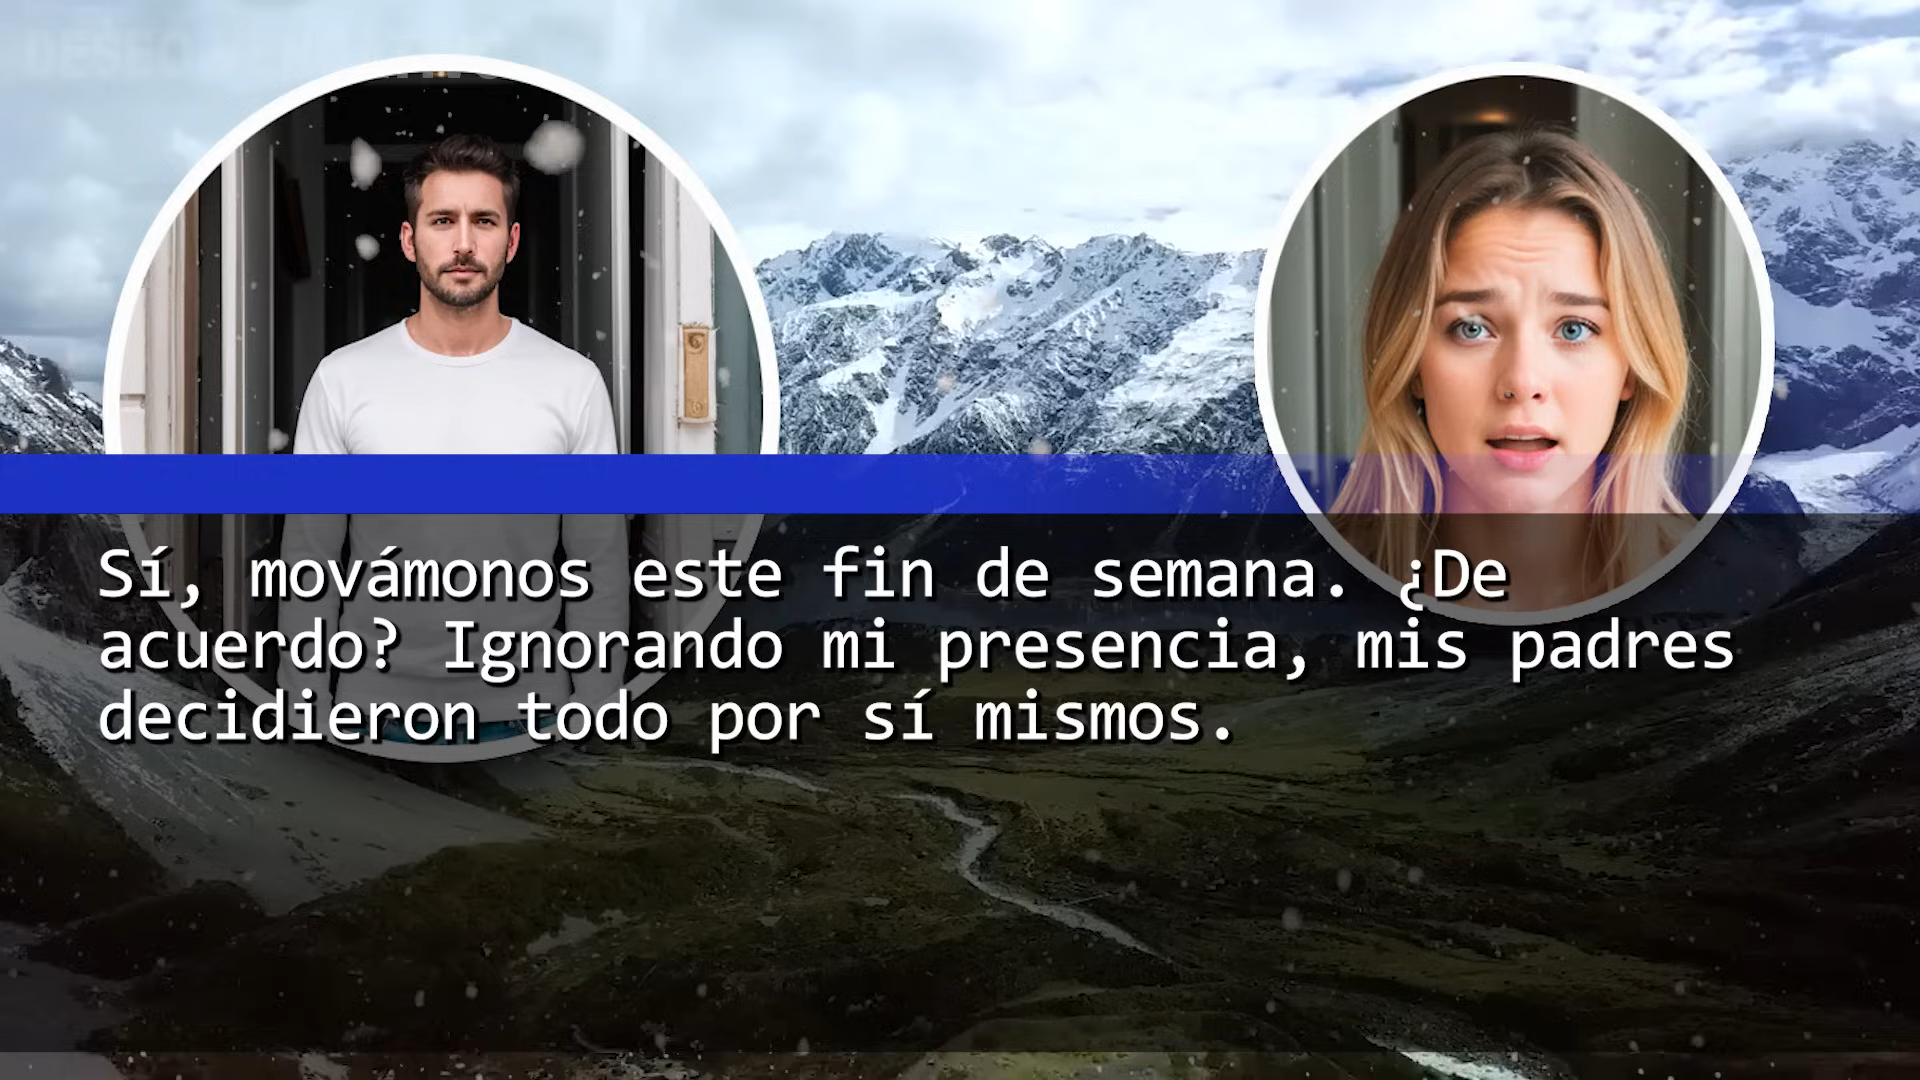 Sí, movámonos este fin de semana. ¿De
acuerdo? Ignorando mi presencia, mis padres
decidieron todo por sí mismos.